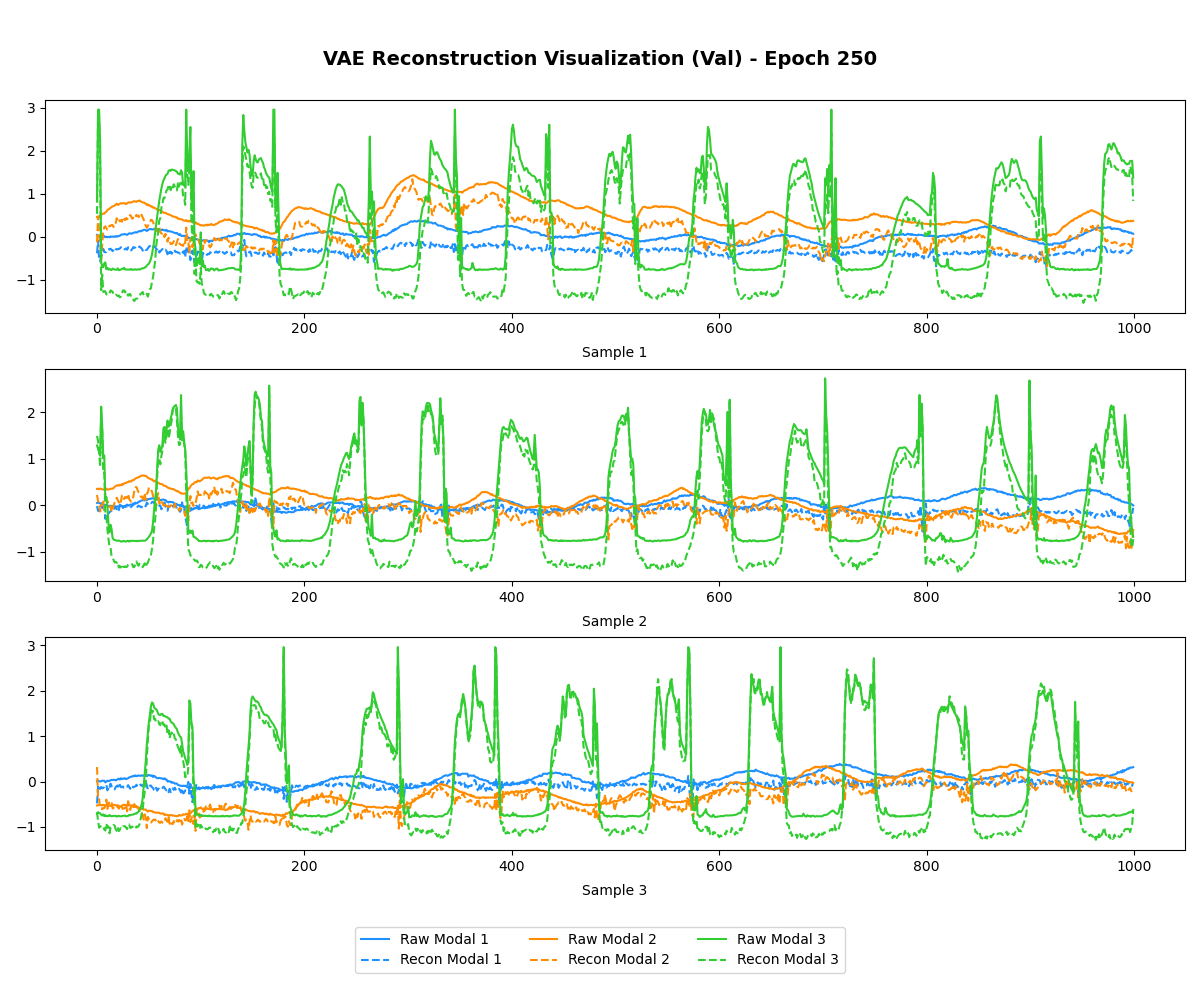 VAE Reconstruction Visualization (Val) - Epoch 250
3
2
1
0
−1
0 200 400 600 800 1000
Sample 1
2
1
0
−1
0 200 400 600 800 1000
Sample 2
3
2
1
0
−1
0 200 400 600 800 1000
Sample 3
Raw Modal 1 Raw Modal 2 Raw Modal 3
Recon Modal 1 Recon Modal 2 Recon Modal 3